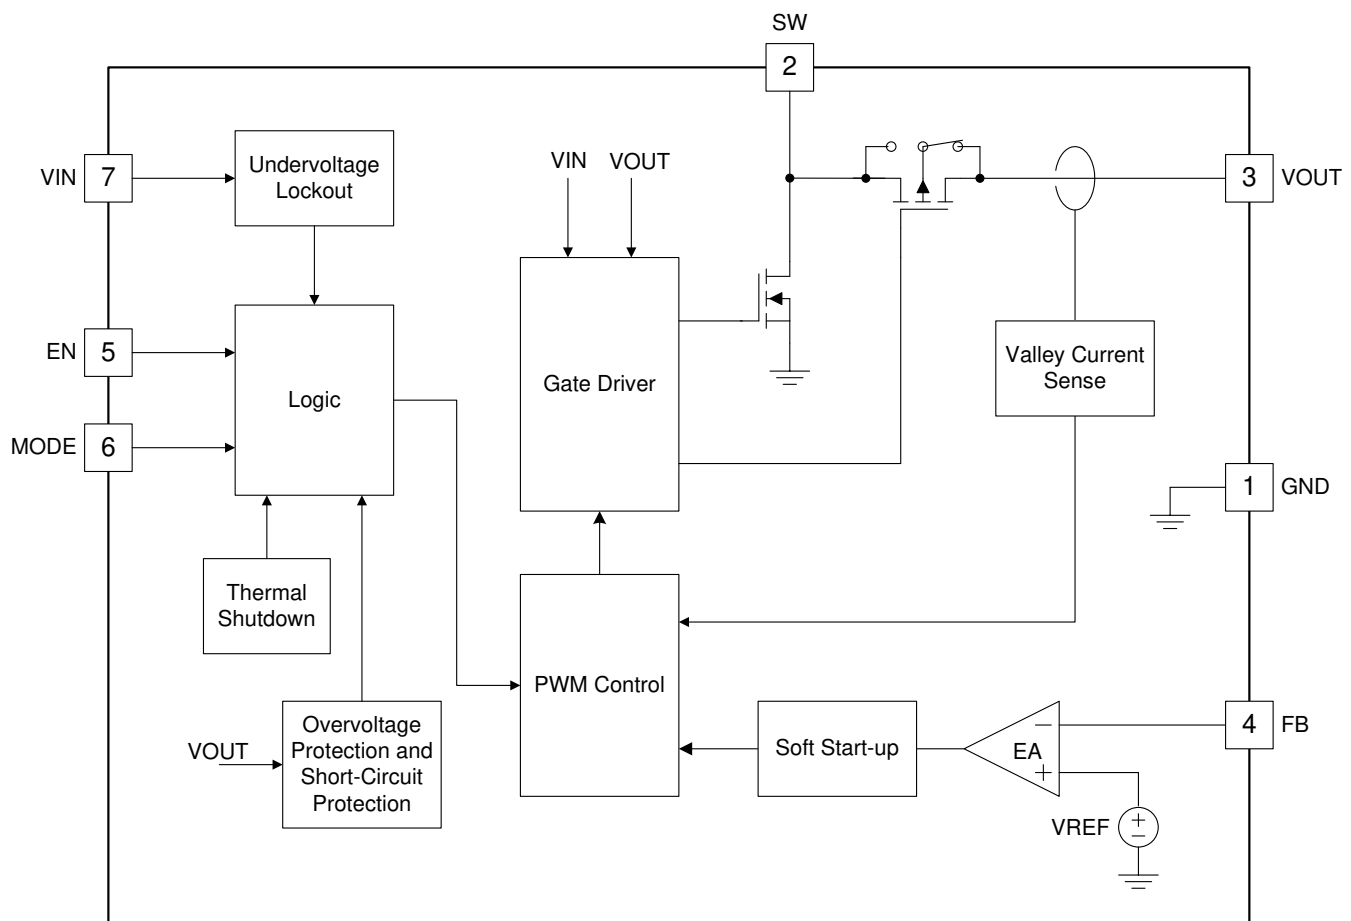 SW
2
VIN
7
Undervoltage
Lockout
VIN
VOUT
3
VOUT
EN
5
Logic
Gate Driver
Valley Current
Sense
MODE
6
1
GND
Thermal
Shutdown
PWM Control
Overvoltage
Protection and
Short-Circuit
Protection
VOUT
Soft Start-up
EA
−
+
4
FB
VREF
+
−